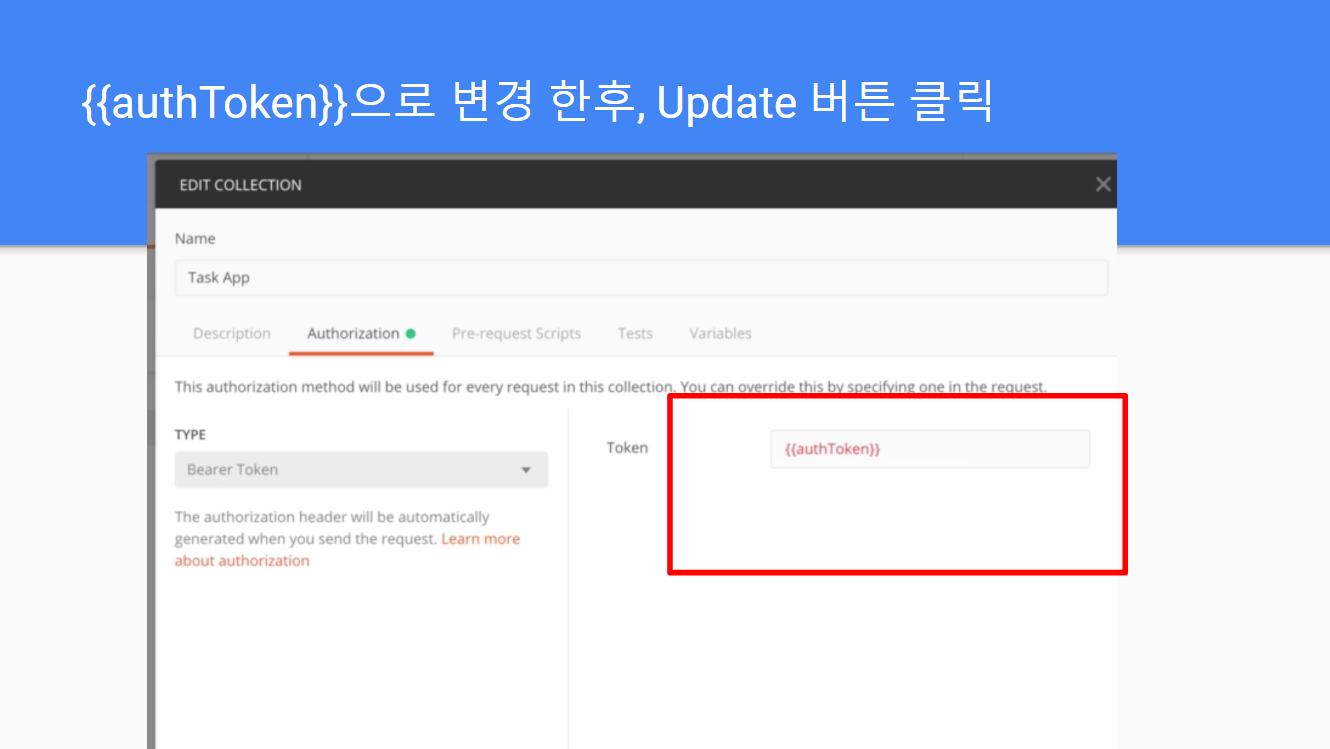 {{authToken}}으로 변경 한후, Update 버튼 클릭
EDIT COLLECTION
Name
Task App
Description Authorization Pre-request Scripts Tests Variables
This authorization method will be used for every request in this collection. You can override this by specifying one in the request.
TYPE
Bearer Token
The authorization header will be automatically
generated when you send the request. Learn more
about authorization
Token
{{authToken}}